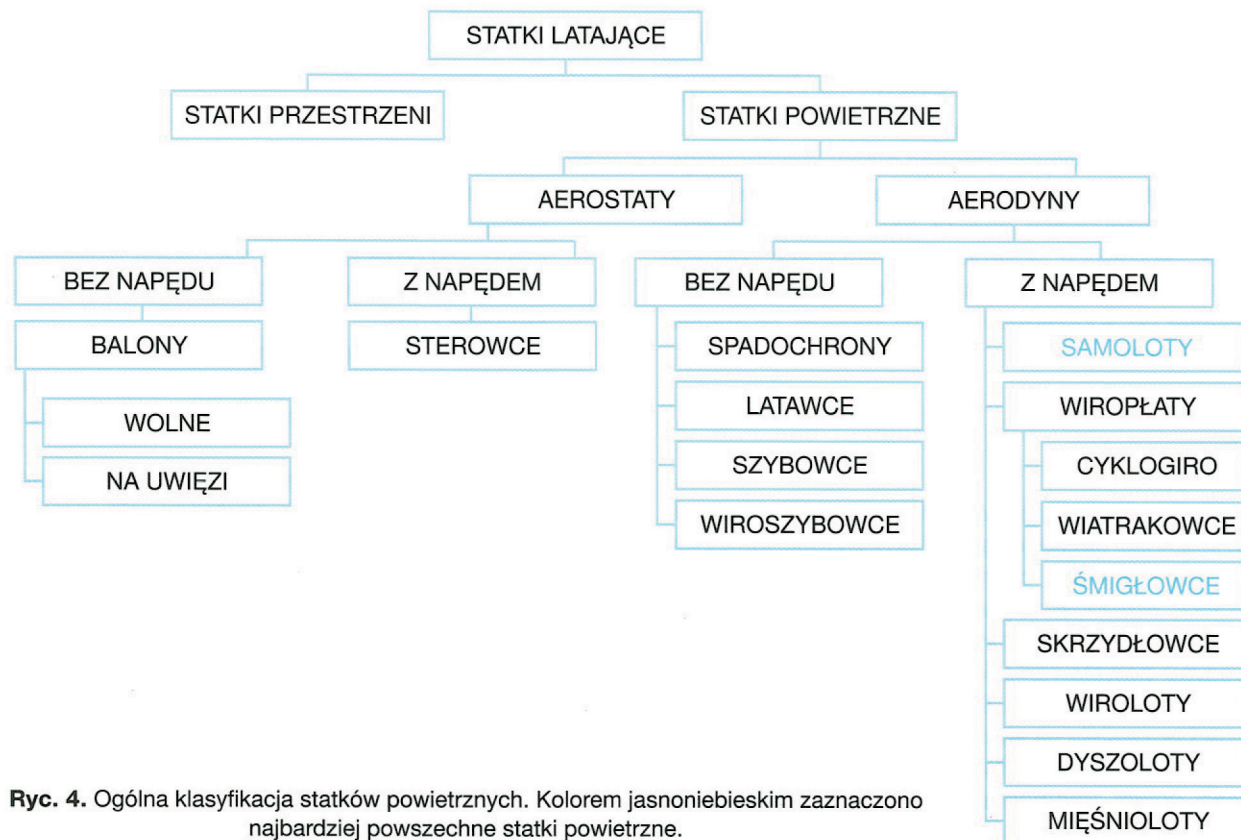 STATKI LATAJĄCE
STATKI PRZESTRZENI
STATKI POWIETRZNE
AEROSTATY
AERODYNY
BEZ NAPĘDU
Z NAPĘDEM
BEZ NAPĘDU
Z NAPĘDEM
BALONY
WOLNE
NA UWIĘZI
STEROWCE
SPADOCHRONY
LATAWCE
SZYBOWCE
WIROSZYBOWCE
SAMOLOTY
WIROPŁATY
CYKLOGIRO
WIATRAKOWCE
ŚMIGŁOWCE
SKRZYDŁOWCE
WIROLOTY
DYSZOLOTY
MIĘŚNIOLOTY
Ryc. 4. Ogólna klasyfikacja statków powietrznych. Kolorem jasnoniebieskim zaznaczono
najbardziej powszechne statki powietrzne.